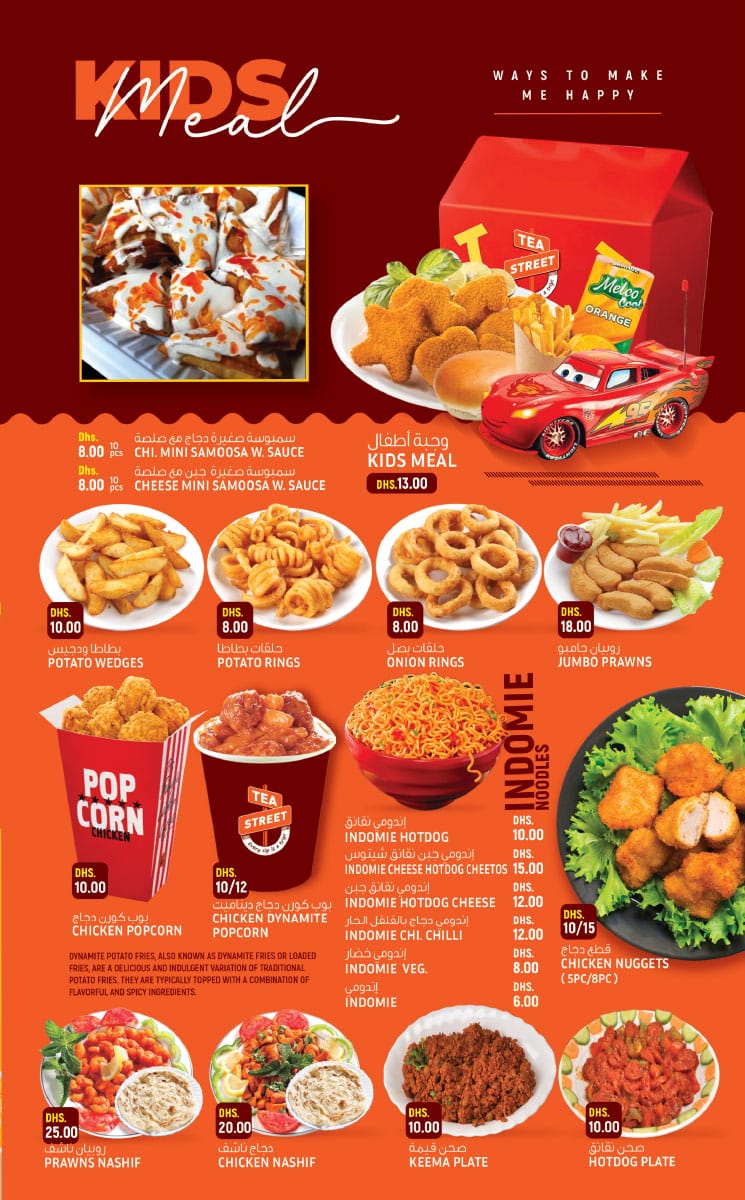 KIDS
Meal
WAYS TO MAKE
ME HAPPY
TEA
STREET
Melco
Cool
ORANGE
95
Dhs.
8.00 10 pcs
سمبوسة صغيرة دجاج مع صلصة
CHI. MINI SAMOOSA W. SAUCE
Dhs.
8.00 10 pcs
سمبوسة صغيرة جبن مع صلصة
CHEESE MINI SAMOOSA W. SAUCE
وجبة أطفال
KIDS MEAL
DHS.13.00
DHS.
10.00
بطاطا ودجيس
POTATO WEDGES
DHS.
8.00
حلقات بطاطا
POTATO RINGS
DHS.
8.00
حلقات بصل
ONION RINGS
DHS.
18.00
روبيان جامبو
JUMBO PRAWNS
POP
CORN
CHICKEN
DHS.
10.00
بوب كورن دجاج
CHICKEN POPCORN
TEA
STREET
Every sip is a trip!
DHS.
10/12
بوب كورن دجاج ديناميت
CHICKEN DYNAMITE
POPCORN
DYNAMITE POTATO FRIES, ALSO KNOWN AS DYNAMITE FRIES OR LOADED
FRIES, ARE A DELICIOUS AND INDULGENT VARIATION OF TRADITIONAL
POTATO FRIES. THEY ARE TYPICALLY TOPPED WITH A COMBINATION OF
FLAVORFUL AND SPICY INGREDIENTS.
INDOMIE
NOODLES
إندومي نقانق
INDOMIE HOTDOG
DHS.
10.00
إندومي جبن نقانق شيتوس
INDOMIE CHEESE HOTDOG CHEETOS
DHS.
15.00
إندومي نقانق جبن
INDOMIE HOTDOG CHEESE
DHS.
12.00
إندومي دجاج بالفلفل الحار
INDOMIE CHI. CHILLI
DHS.
12.00
إندومي خضار
INDOMIE VEG.
DHS.
8.00
إندومي
INDOMIE
DHS.
6.00
DHS.
10/15
قطع دجاج
CHICKEN NUGGETS
(5PC/8PC)
DHS.
25.00
روبيان ناشف
PRAWNS NASHIF
DHS.
20.00
دجاج ناشف
CHICKEN NASHIF
DHS.
10.00
صحن قيمة
KEEMA PLATE
DHS.
10.00
صحن نقانق
HOTDOG PLATE